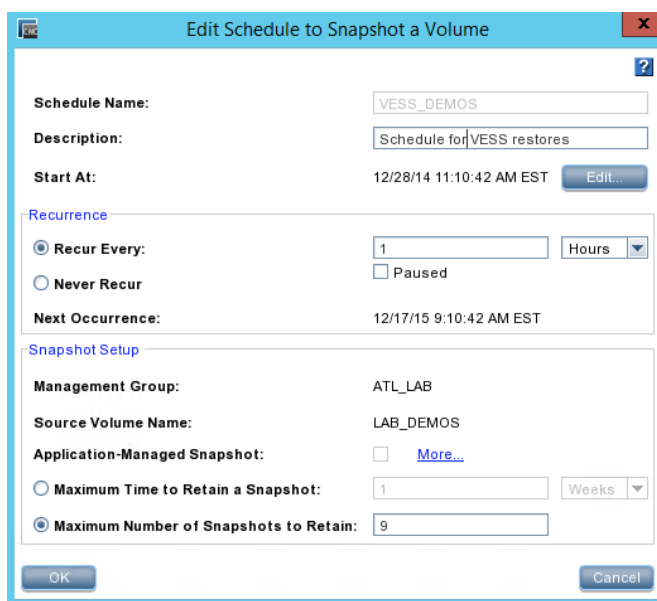 CMC Edit Schedule to Snapshot a Volume x
?
Schedule Name: VESS_DEMOS
Description: Schedule for VESS restores
Start At: 12/28/14 11:10:42 AM EST Edit...
Recurrence
Recur Every: 1 Hours
Paused
Never Recur
Next Occurrence: 12/17/15 9:10:42 AM EST
Snapshot Setup
Management Group: ATL_LAB
Source Volume Name: LAB_DEMOS
Application-Managed Snapshot: More...
Maximum Time to Retain a Snapshot: 1 Weeks
Maximum Number of Snapshots to Retain: 9
OK Cancel